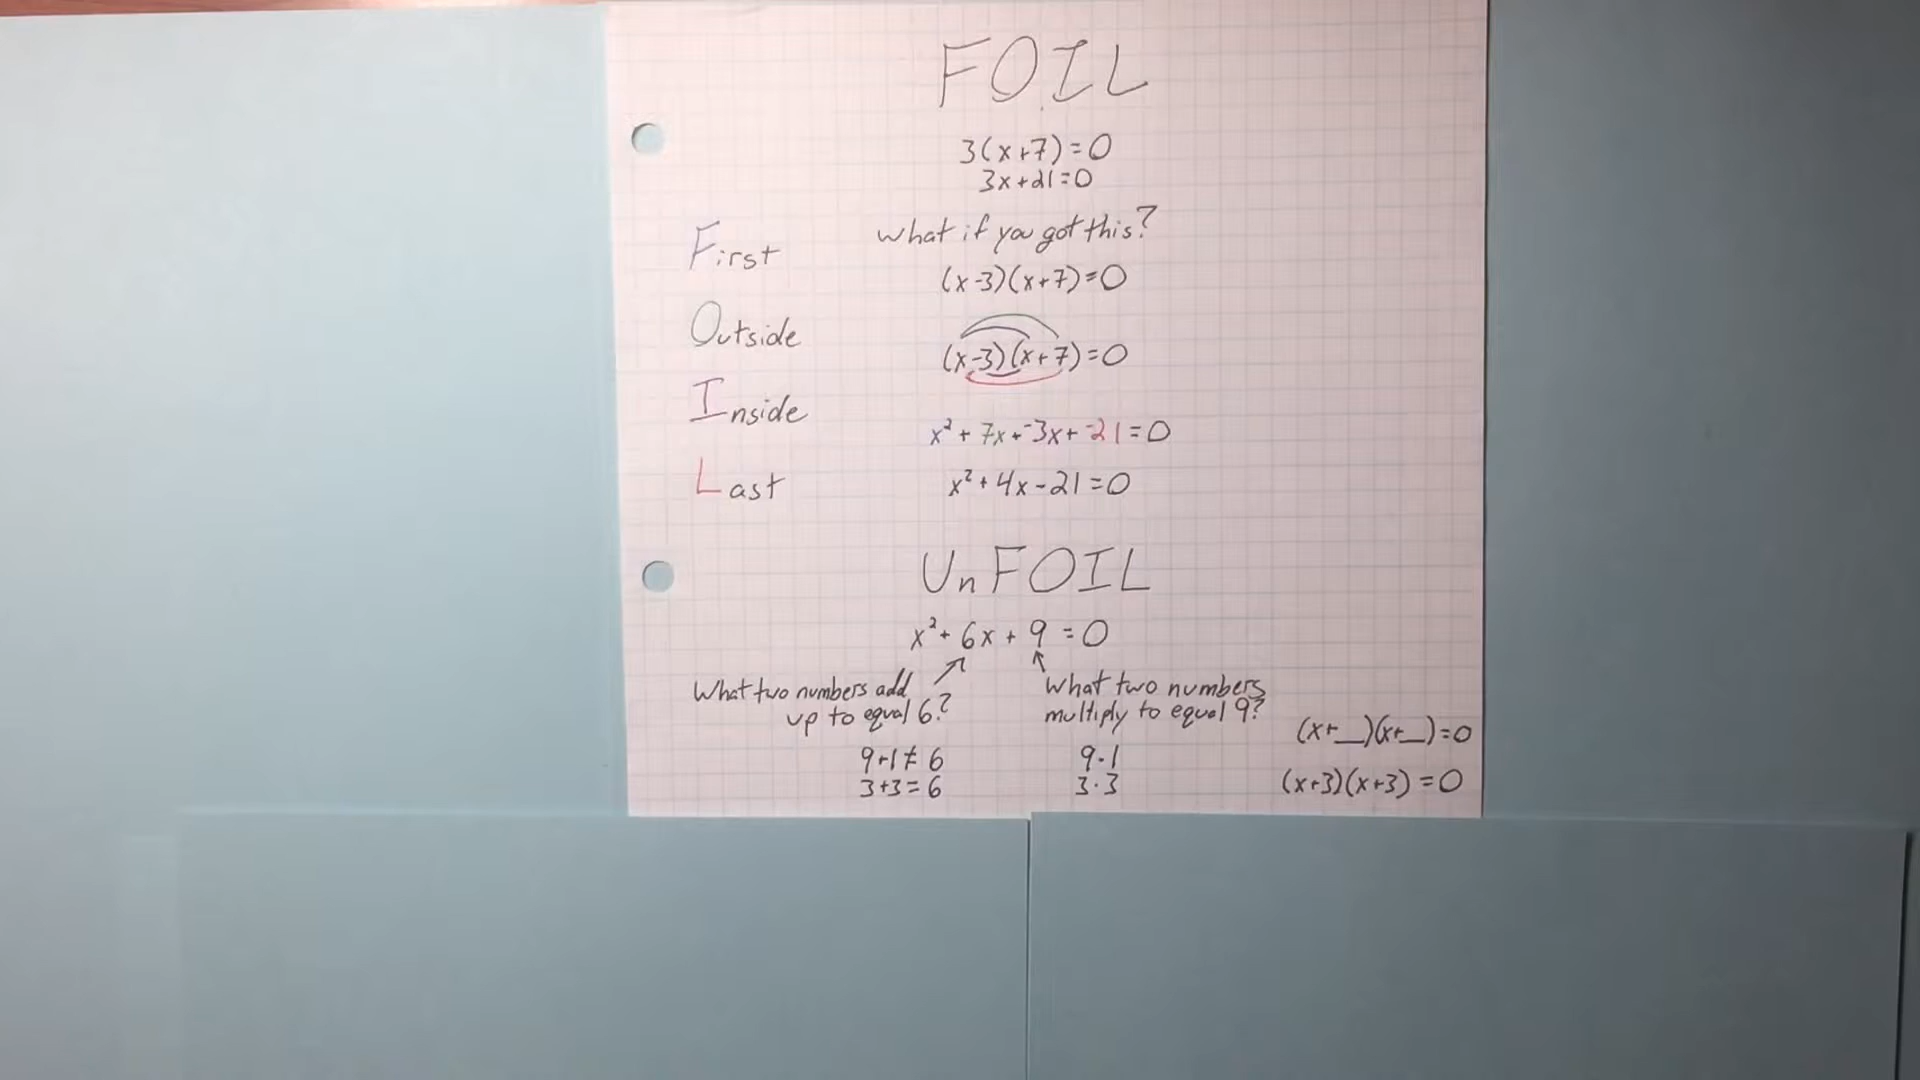 FOIL
3(x+7)=0
3x+21=0
What if you got this?
First
(x-3)(x+7)=0
Outside
(x-3)(x+7)=0
Inside
x²+7x+-3x+-21=0
Last
x²+4x-21=0
UnFOIL
x²+6x+9=0
What two numbers add
up to equal 6?
9+1≠6
3+3=6
What two numbers
multiply to equal 9?
9·1
3·3
(x+__)(x+__)=0
(x+3)(x+3)=0